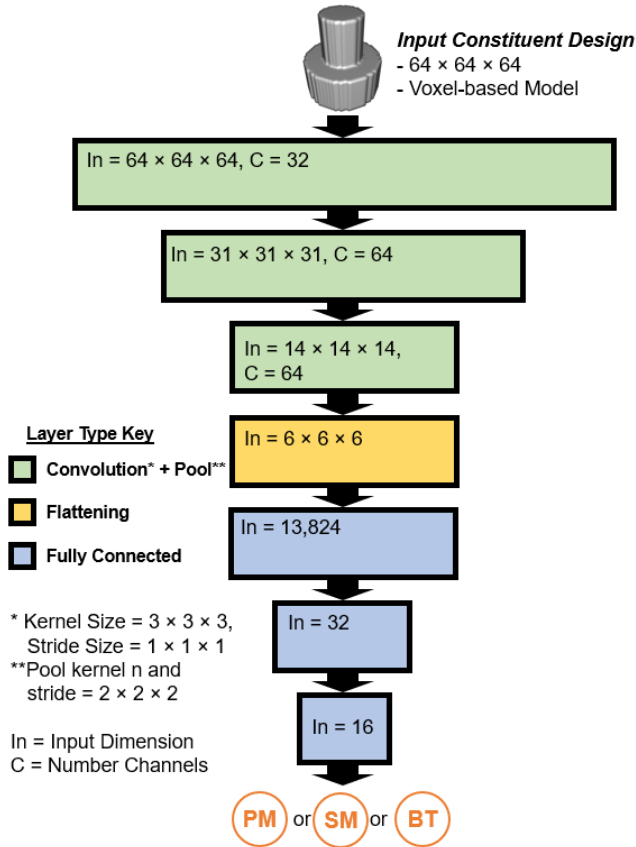 Input Constituent Design
- 64 × 64 × 64
- Voxel-based Model
In = 64 × 64 × 64, C = 32
In = 31 × 31 × 31, C = 64
In = 14 × 14 × 14,
C = 64
In = 6 × 6 × 6
In = 13,824
In = 32
In = 16
Layer Type Key
Convolution* + Pool**
Flattening
Fully Connected
* Kernel Size = 3 × 3 × 3,
Stride Size = 1 × 1 × 1
**Pool kernel n and
stride = 2 × 2 × 2
In = Input Dimension
C = Number Channels
PM or SM or BT